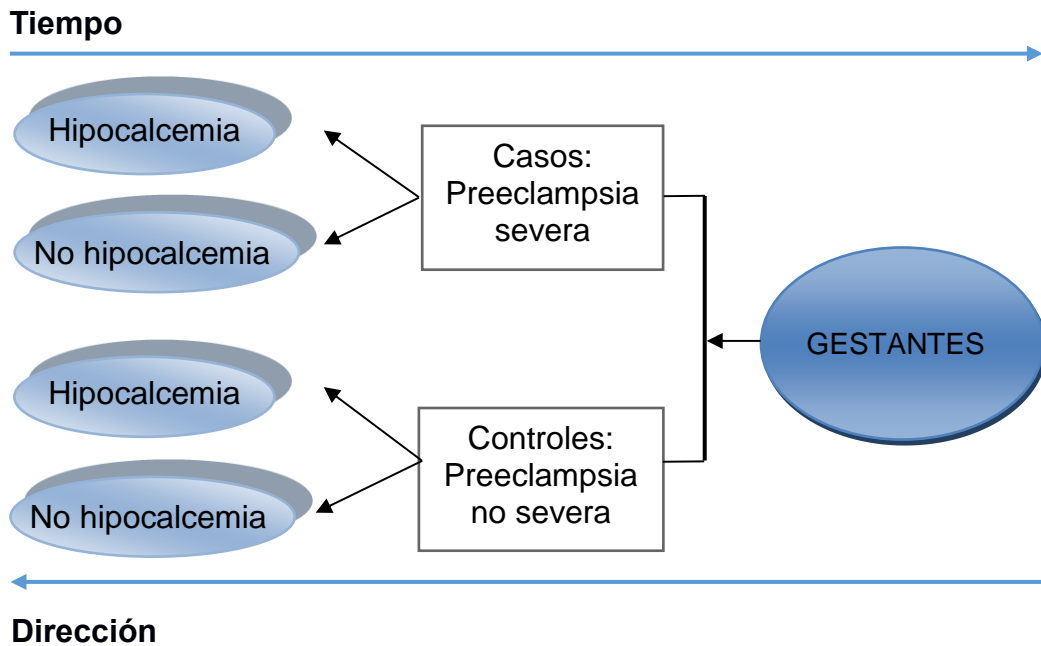 Tiempo
Hipocalcemia
No hipocalcemia
Casos:
Preeclampsia
severa
GESTANTES
Hipocalcemia
No hipocalcemia
Controles:
Preeclampsia
no severa
Dirección